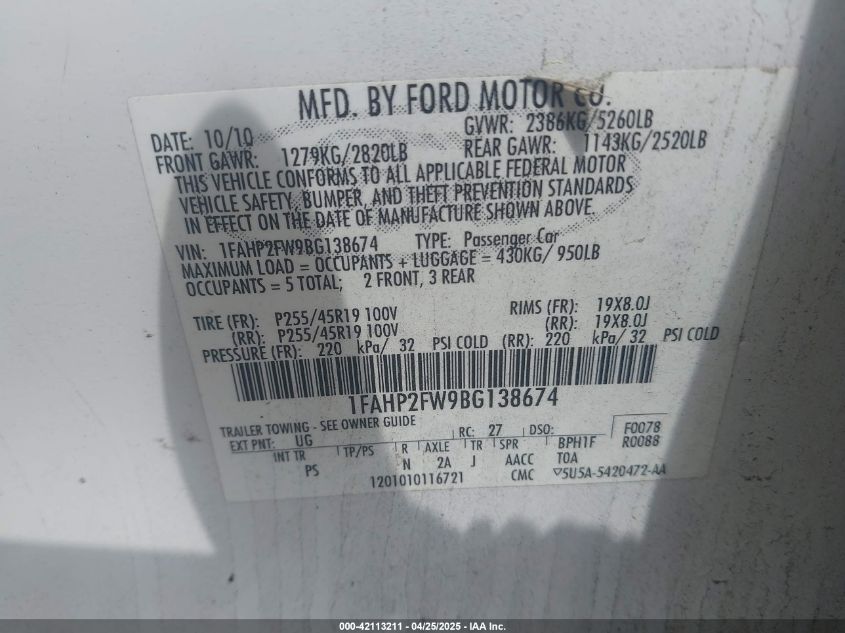 MFD. BY FORD MOTOR CO.
DATE: 10/10 GVWR: 2386KG/5260LB
FRONT GAWR: 1279KG/2820LB REAR GAWR: 1143KG/2520LB
THIS VEHICLE CONFORMS TO ALL APPLICABLE FEDERAL MOTOR
VEHICLE SAFETY, BUMPER, AND THEFT PREVENTION STANDARDS
IN EFFECT ON THE DATE OF MANUFACTURE SHOWN ABOVE.
VIN: 1FAHP2FW9BG138674 TYPE: Passenger Car
MAXIMUM LOAD = OCCUPANTS + LUGGAGE = 430KG/ 950LB
OCCUPANTS = 5 TOTAL; 2 FRONT, 3 REAR
TIRE (FR): P255/45R19 100V RIMS (FR): 19X8.0J
(RR): P255/45R19 100V (RR): 19X8.0J
PRESSURE (FR): 220 kPa/ 32 PSI COLD (RR): 220 kPa/ 32 PSI COLD
1FAHP2FW9BG138674
TRAILER TOWING - SEE OWNER GUIDE
EXT PNT: UG RC: 27 DSO: F0078
R0088
INT TR TP/PS R AXLE TR SPR BPH1F
PS N 2A J AACC TOA
1201010116721 CMC ▽5U5A-5420472-AA
000-42113211 - 04/25/2025 - IAA Inc.